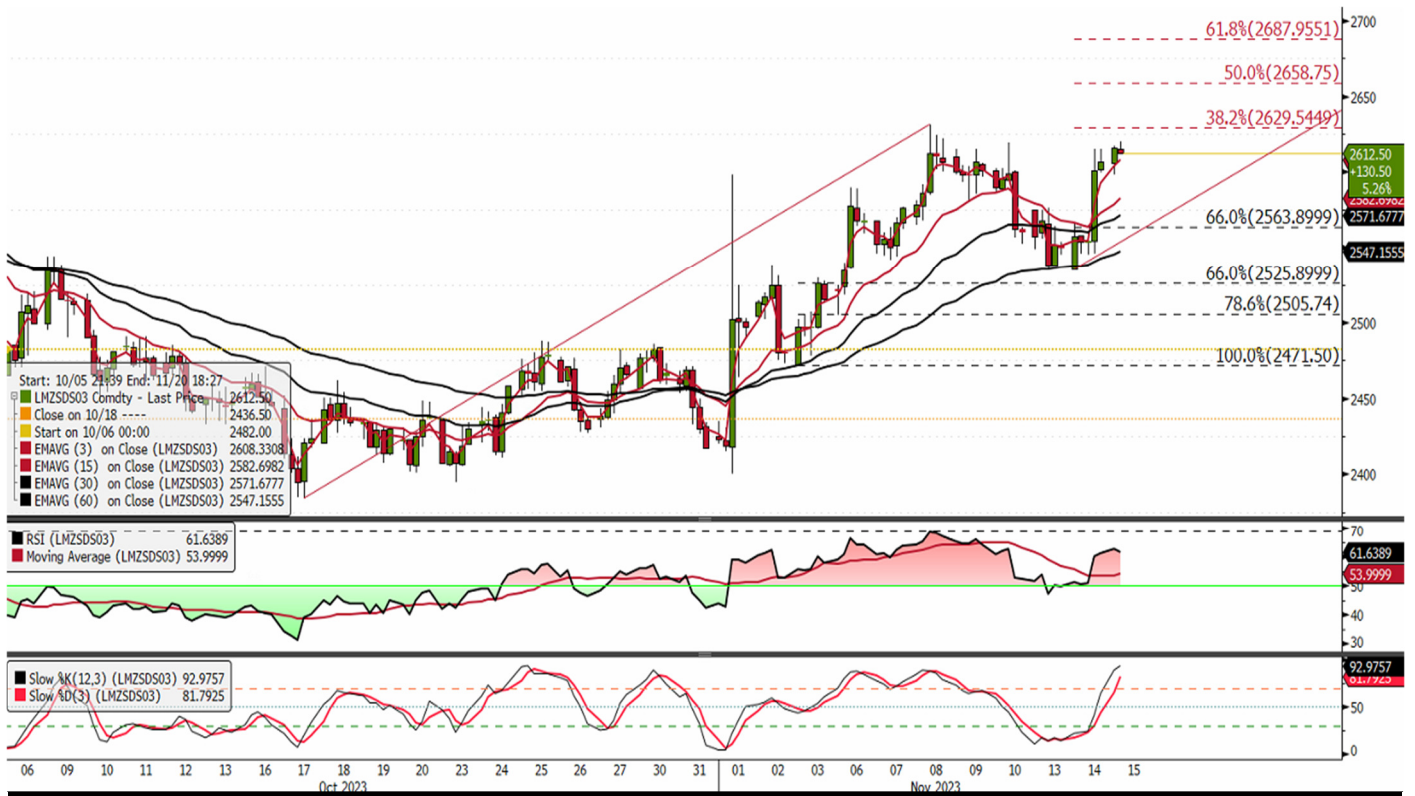 61.8%(2687.9551)
50.0%(2658.75)
38.2%(2629.5449)
66.0%(2563.8999)
66.0%(2525.8999)
78.6%(2505.74)
100.0%(2471.50)
2700
2650
2612.50
+130.50
5.26%
2582.6982
2571.6777
2547.1555
2500
2450
2400
Start: 10/05 21:39 End: 11/20 18:27
LMZSDS03 Comdty - Last Price 2612.50
Close on 10/18 ---- 2436.50
Start on 10/06 00:00 2482.00
EMAVG (3) on Close (LMZSDS03) 2608.3308
EMAVG (15) on Close (LMZSDS03) 2582.6982
EMAVG (30) on Close (LMZSDS03) 2571.6777
EMAVG (60) on Close (LMZSDS03) 2547.1555
RSI (LMZSDS03) 61.6389
Moving Average (LMZSDS03) 53.9999
70
61.6389
53.9999
50
40
30
Slow %K(12,3) (LMZSDS03) 92.9757
Slow %D(3) (LMZSDS03) 81.7925
92.9757
81.7925
50
0
06 09 10 11 12 13 16 17 18 19 20 23 24 25 26 27 30 31 01 02 03 06 07 08 09 10 13 14 15
Oct 2023 Nov 2023